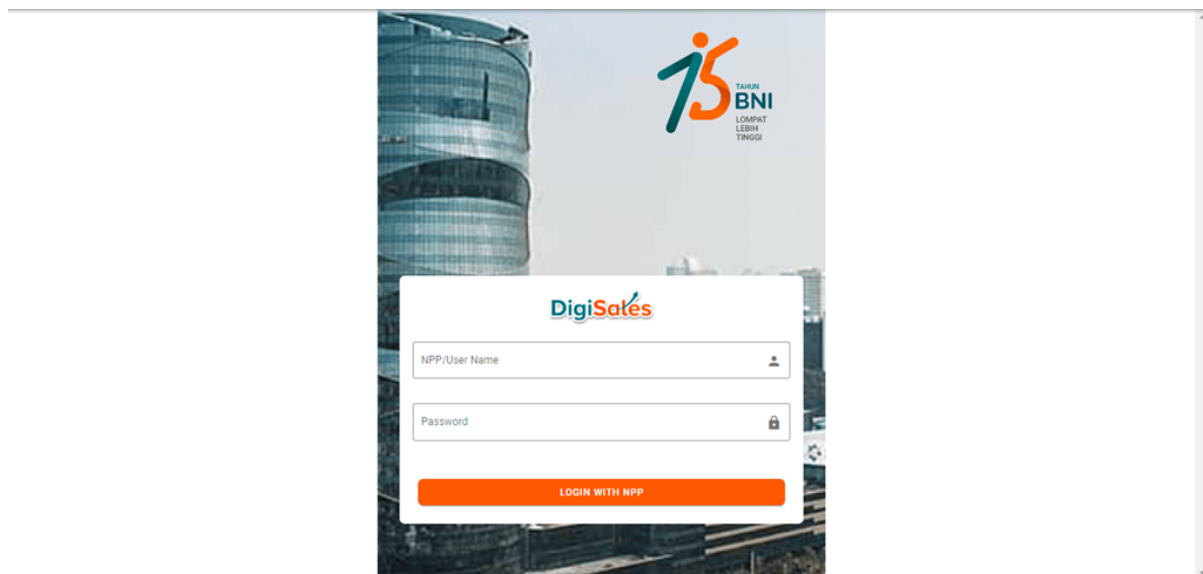 75
TAHUN
BNI
LOMPAT
LEBIH
TINGGI
DigiSales
NPP/User Name
Password
LOGIN WITH NPP